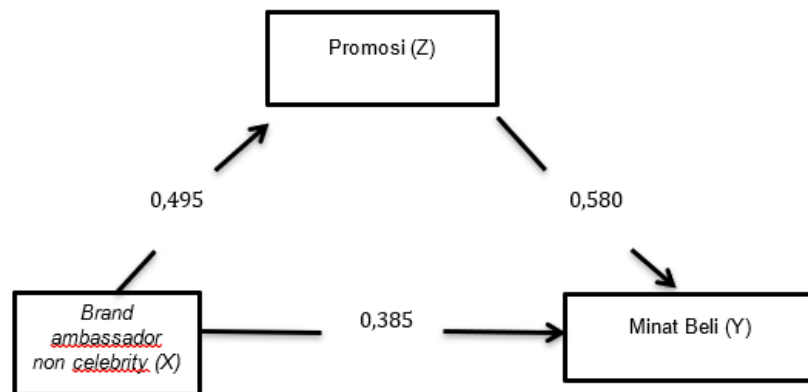 Promosi (Z)
0,495
0,580
Brand
ambassador
non celebrity (X)
0,385
Minat Beli (Y)